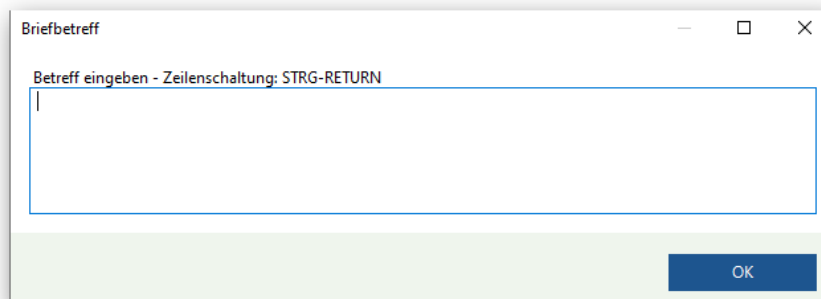 Briefbetreff
Betreff eingeben - Zeilenschaltung: STRG-RETURN
OK